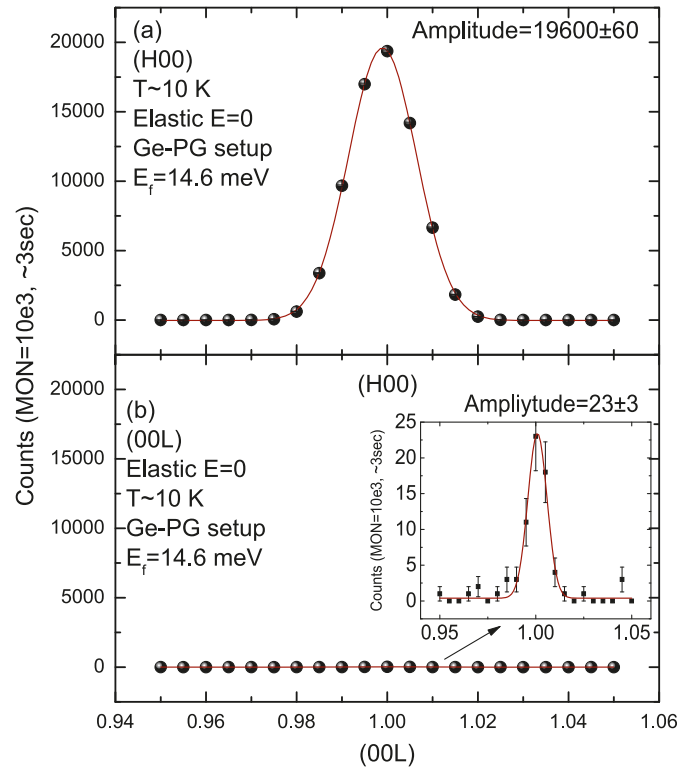 (a)
Amplitude=19600±60
(H00)
T~10 K
Elastic E=0
Ge-PG setup
E_f=14.6 meV
20000
15000
10000
5000
0
Counts (MON=10e3, ~3sec)
(H00)
(b)
Ampliytude=23±3
(00L)
Elastic E=0
T~10 K
Ge-PG setup
E_f=14.6 meV
20000
15000
10000
5000
0
25
20
15
10
5
0
Counts (MON=10e3, ~3sec)
0.95 1.00 1.05
0.94 0.96 0.98 1.00 1.02 1.04 1.06
(00L)